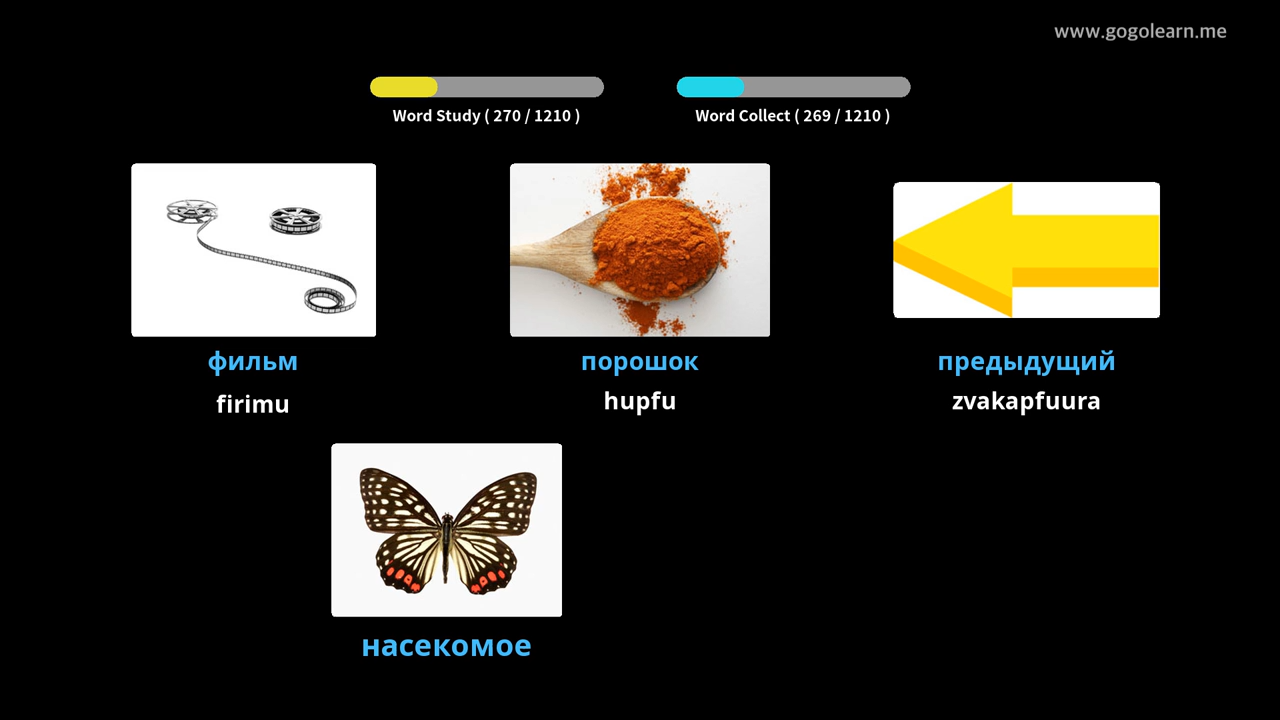 www.gogolearn.me
Word Study ( 270 / 1210 )
Word Collect ( 269 / 1210 )
фильм
firimu
порошок
hupfu
предыдущий
zvakapfuura
насекомое